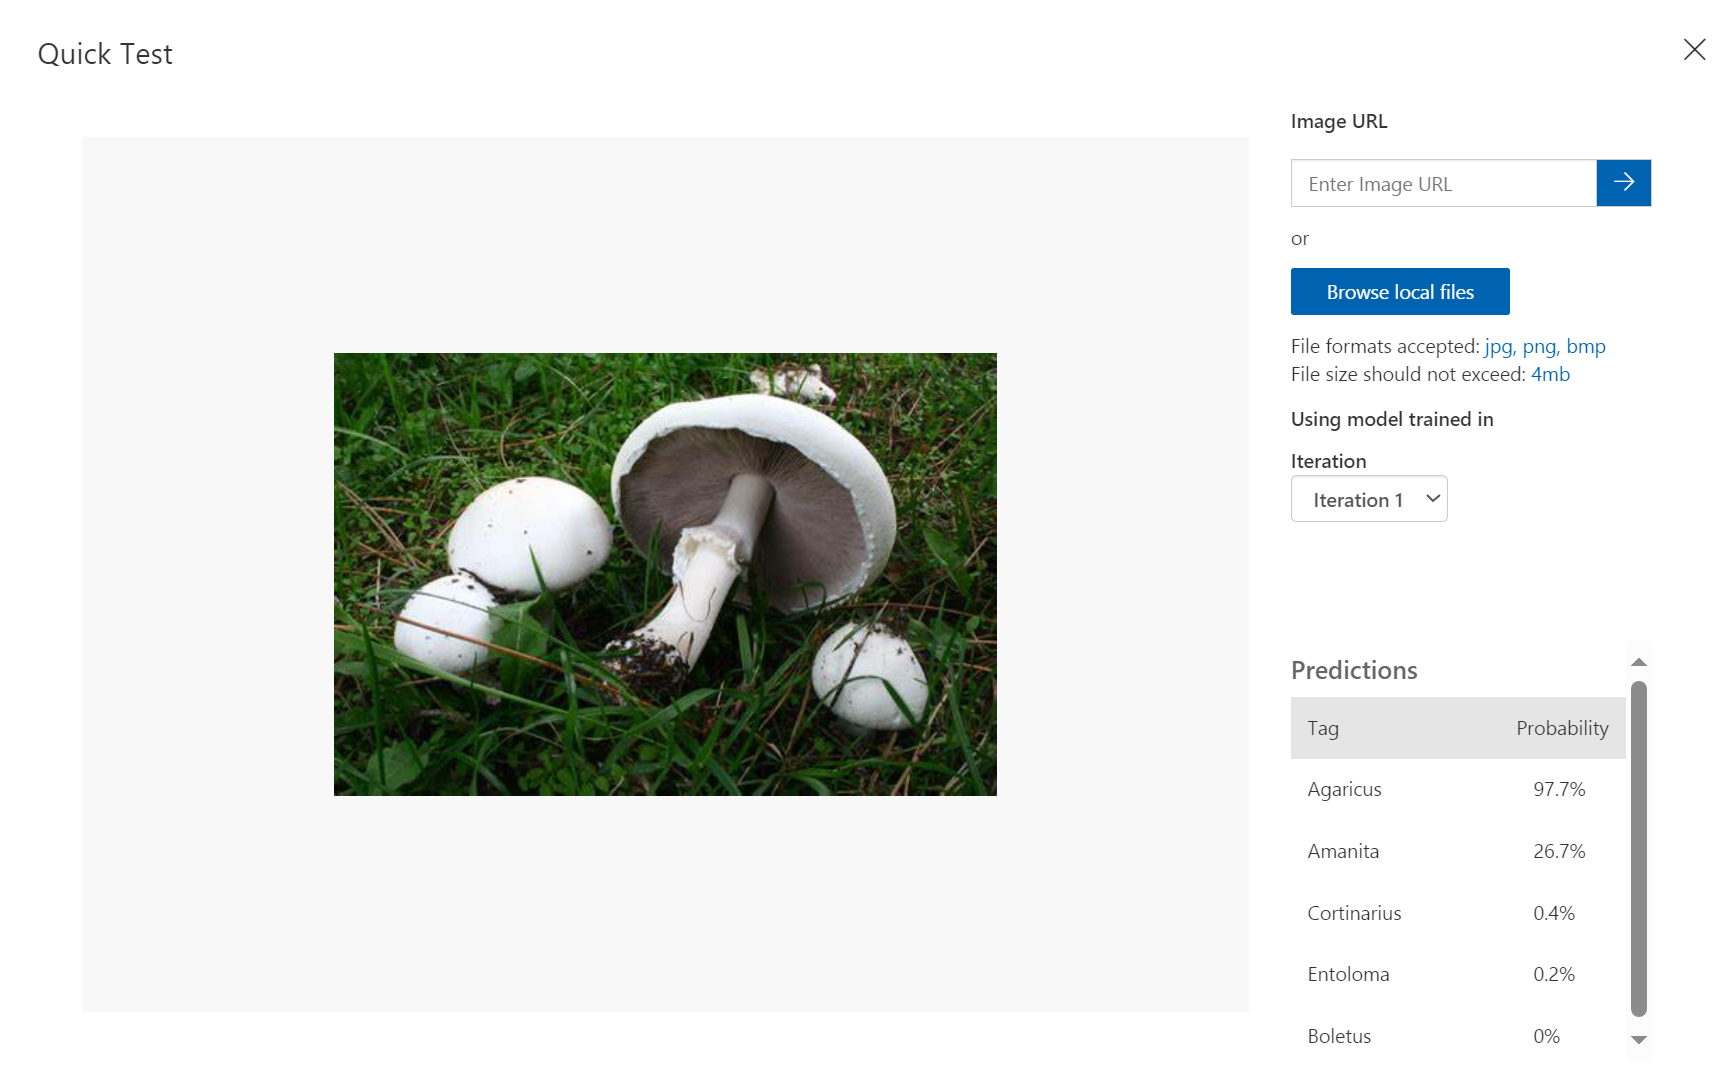 Quick Test
Image URL
Enter Image URL
or
Browse local files
File formats accepted: jpg, png, bmp
File size should not exceed: 4mb
Using model trained in
Iteration
Iteration 1
Predictions
Tag Probability
Agaricus 97.7%
Amanita 26.7%
Cortinarius 0.4%
Entoloma 0.2%
Boletus 0%